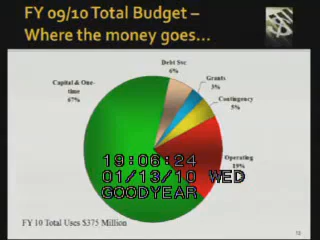 FY 09/10 Total Budget –
Where the money goes...
Debt Svc
6%
Grants
3%
Capital & One-
time
67%
Contingency
5%
Operating
19%
19:06:24
01/13/10 WED
GOODYEAR
FY 10 Total Uses $375 Million